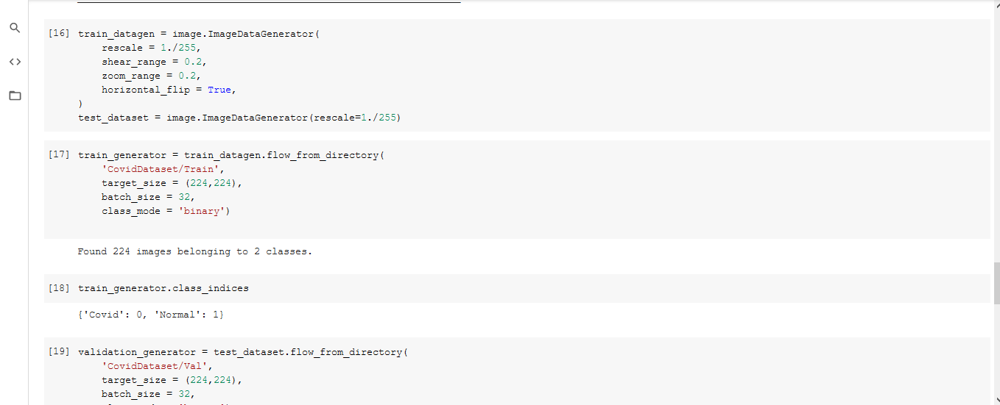 [16] train_datagen = image.ImageDataGenerator(
rescale = 1./255,
shear_range = 0.2,
zoom_range = 0.2,
horizontal_flip = True,
)
test_dataset = image.ImageDataGenerator(rescale=1./255)
[17] train_generator = train_datagen.flow_from_directory(
'CovidDataset/Train',
target_size = (224,224),
batch_size = 32,
class_mode = 'binary')
Found 224 images belonging to 2 classes.
[18] train_generator.class_indices
{'Covid': 0, 'Normal': 1}
[19] validation_generator = test_dataset.flow_from_directory(
'CovidDataset/Val',
target_size = (224,224),
batch_size = 32,